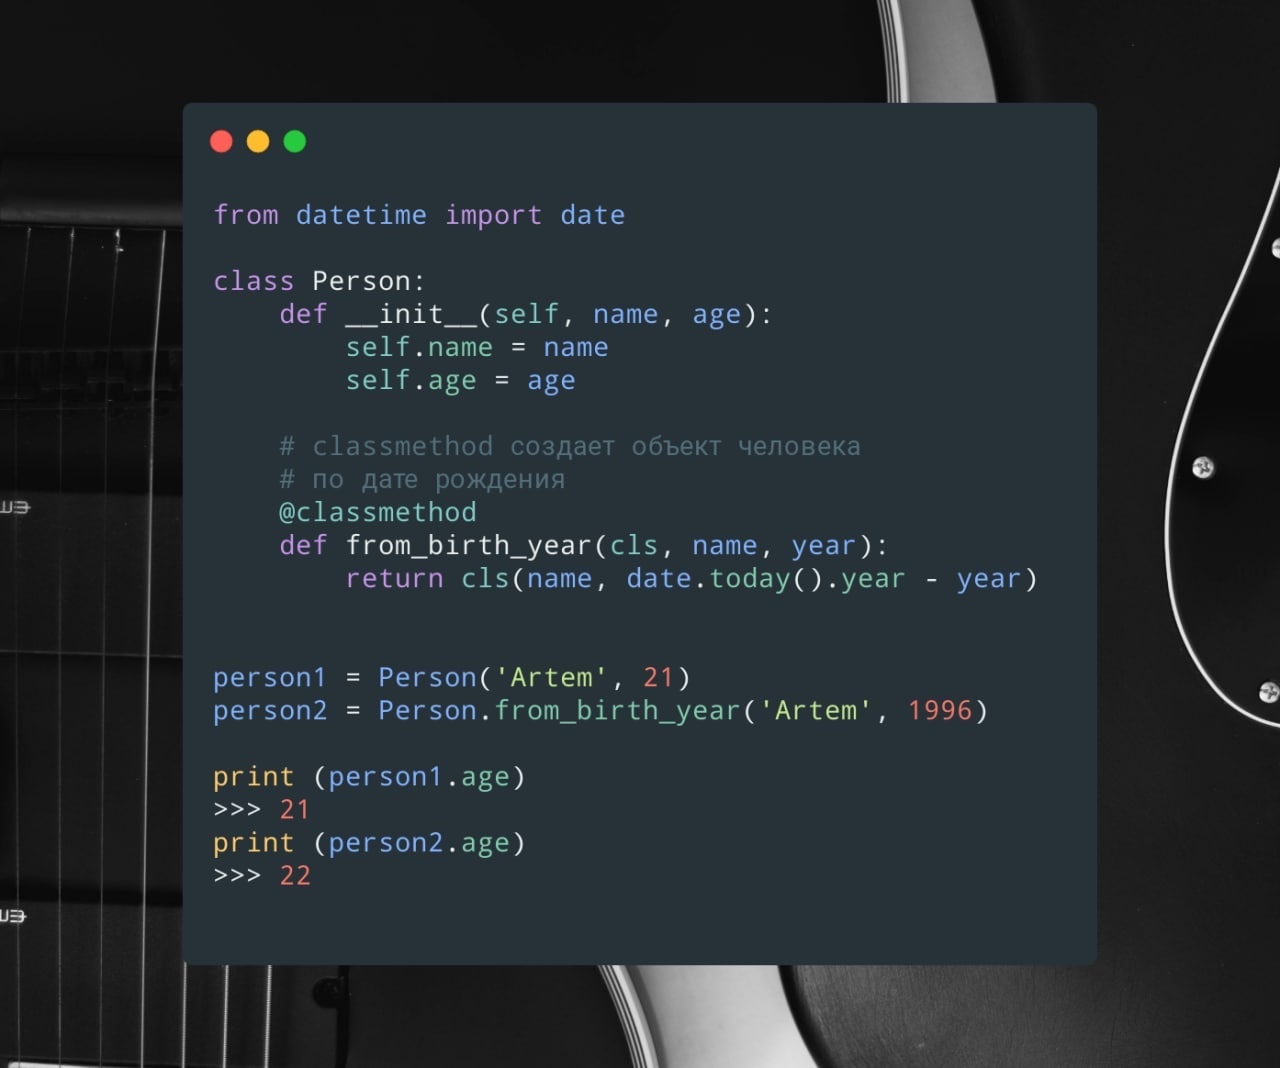 from datetime import date
class Person:
    def __init__(self, name, age):
        self.name = name
        self.age = age
    # classmethod создает объект человека
    # по дате рождения
    @classmethod
    def from_birth_year(cls, name, year):
        return cls(name, date.today().year - year)
person1 = Person('Artem', 21)
person2 = Person.from_birth_year('Artem', 1996)
print (person1.age)
>>> 21
print (person2.age)
>>> 22